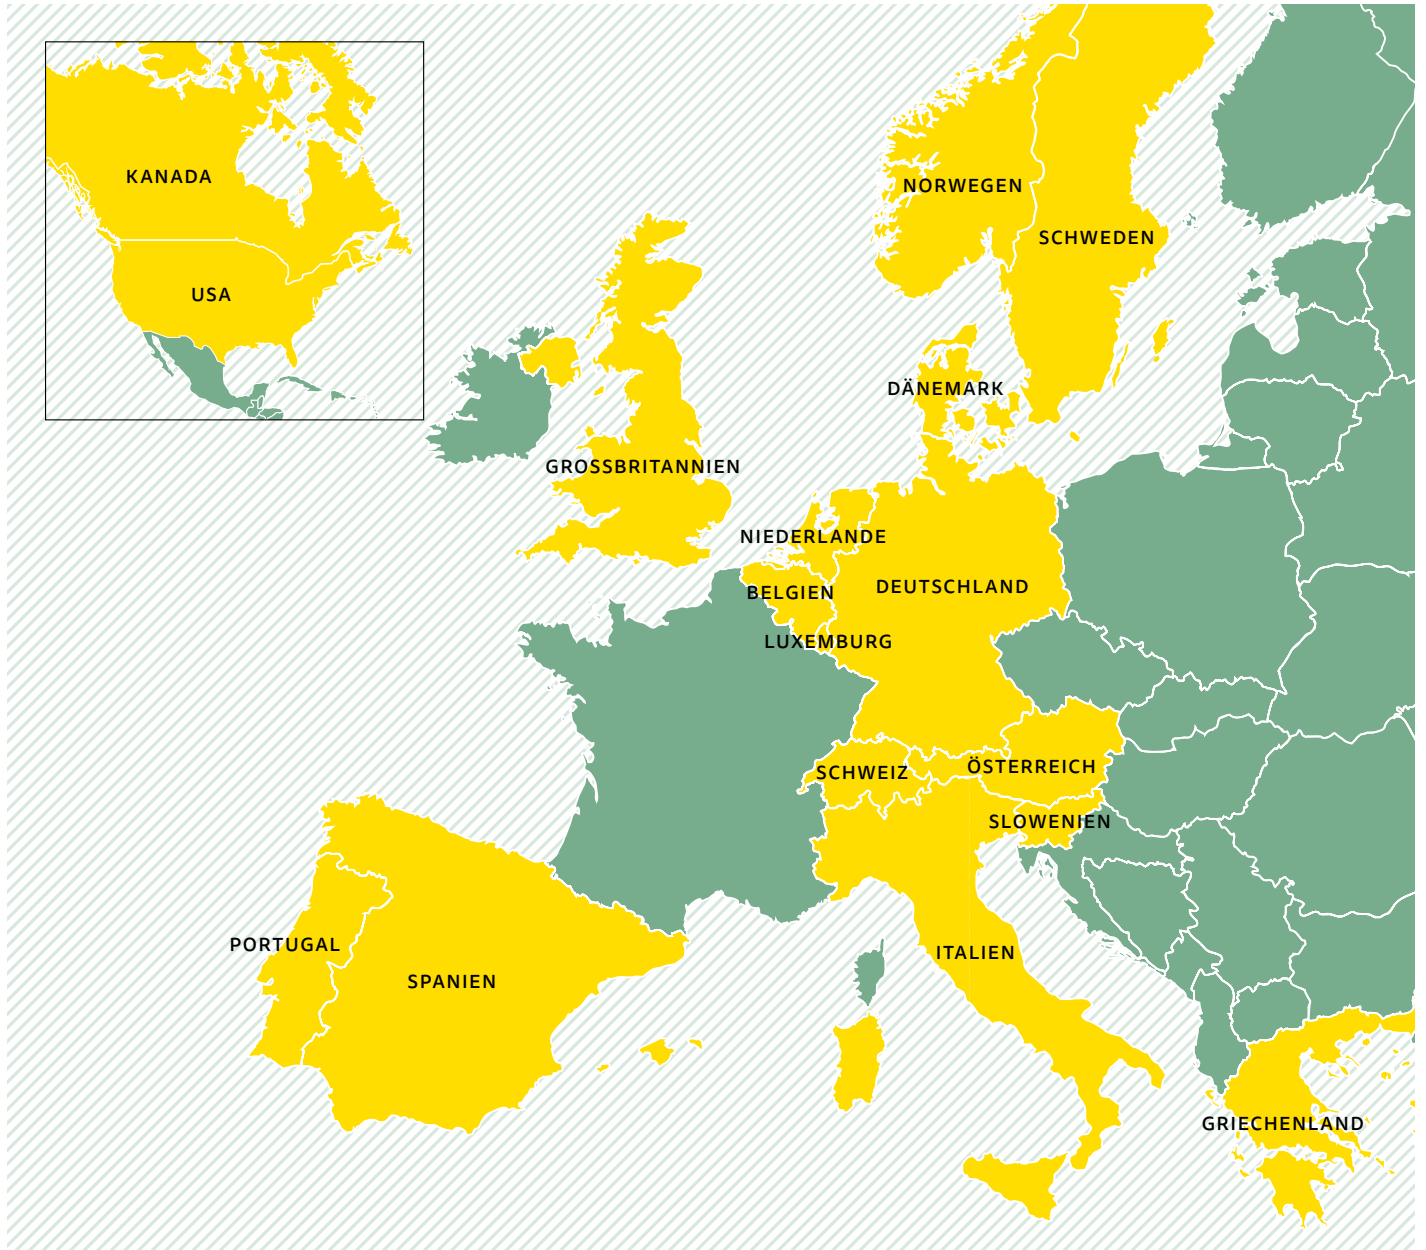 KANADA
USA
NORWEGEN
SCHWEDEN
DÄNEMARK
GROSSBRITANNIEN
NIEDERLANDE
DEUTSCHLAND
BELGIEN
LUXEMBURG
SCHWEIZ
ÖSTERREICH
SLOWENIEN
PORTUGAL
SPANIEN
ITALIEN
GRIECHENLAND